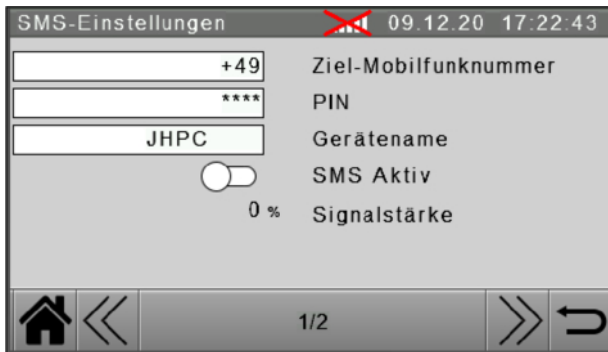 SMS-Einstellungen 09.12.20 17:22:43
+49 Ziel-Mobilfunknummer
**** PIN
JHPC Gerätename
SMS Aktiv
0 % Signalstärke
1/2